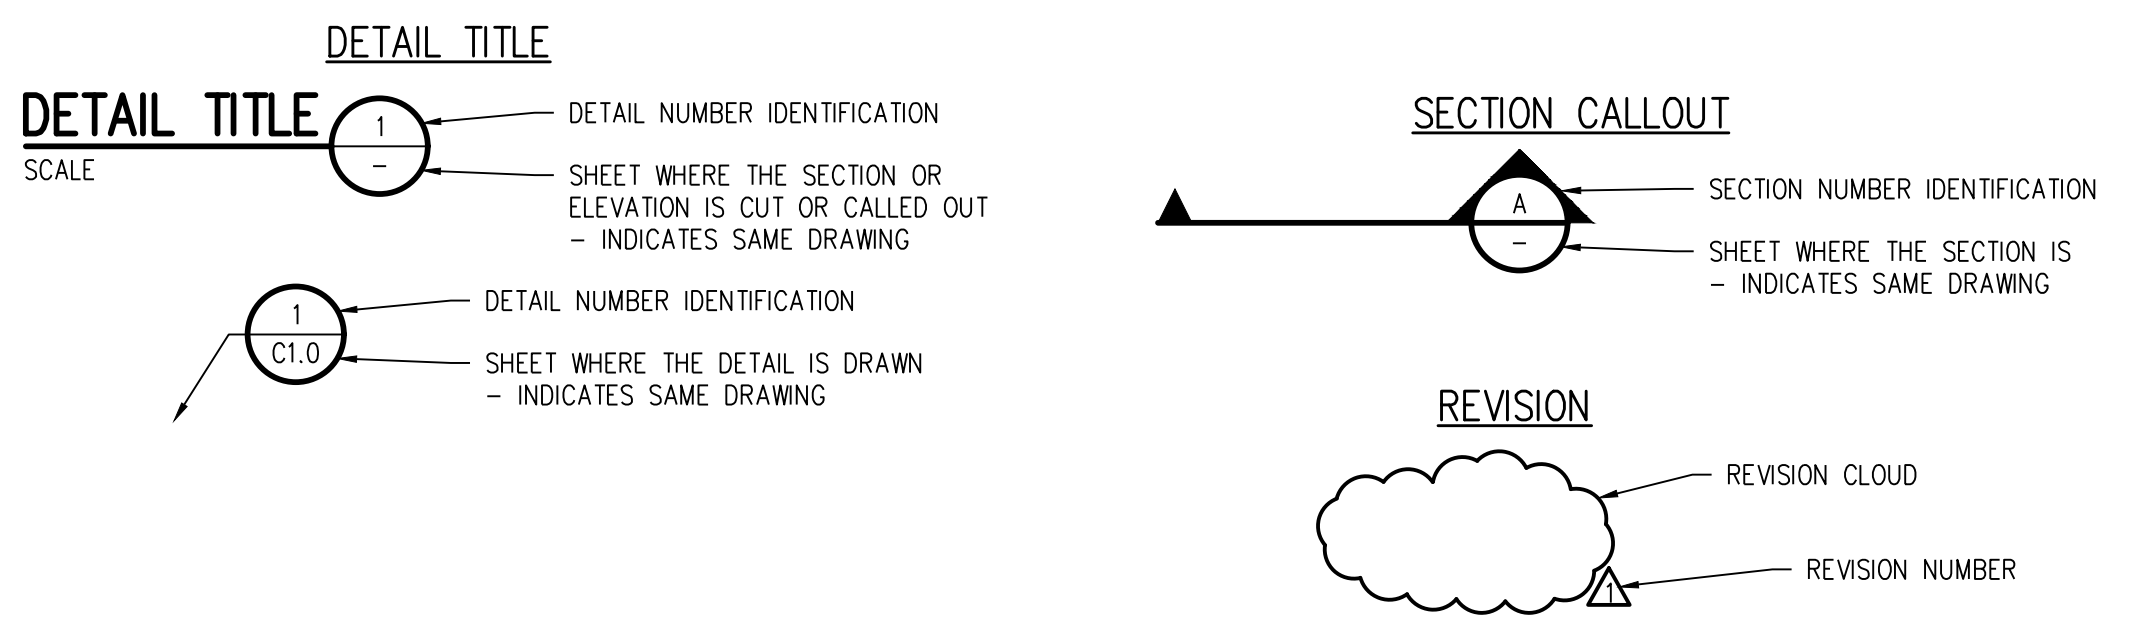 DETAIL TITLE
DETAIL TITLE
SCALE
1
-
DETAIL NUMBER IDENTIFICATION
SHEET WHERE THE SECTION OR
ELEVATION IS CUT OR CALLED OUT
- INDICATES SAME DRAWING
1
C1.0
DETAIL NUMBER IDENTIFICATION
SHEET WHERE THE DETAIL IS DRAWN
- INDICATES SAME DRAWING
SECTION CALLOUT
A
-
SECTION NUMBER IDENTIFICATION
SHEET WHERE THE SECTION IS
- INDICATES SAME DRAWING
REVISION
REVISION CLOUD
1
REVISION NUMBER